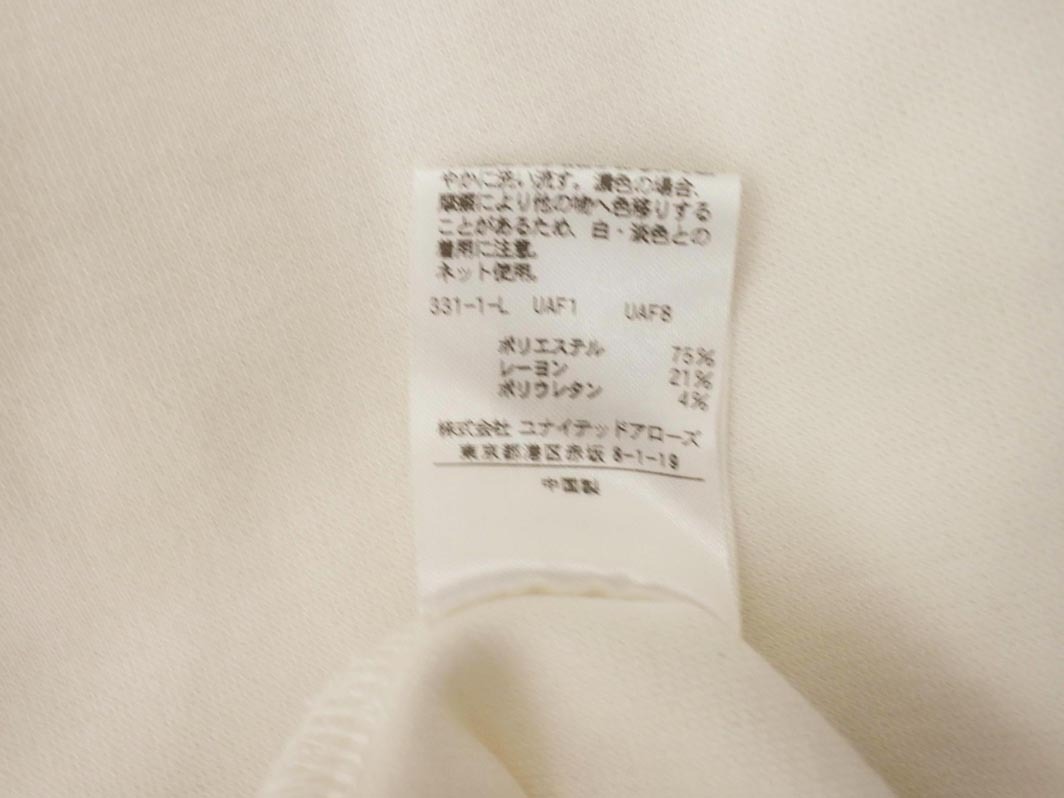 やかに洗い流す。濃色の場合、
摩擦により他の物へ色移りする
ことがあるため、白・淡色との
着用に注意。
ネット使用。
331-1-L UAF1 UAF8
ポリエステル 75%
レーヨン 21%
ポリウレタン 4%
株式会社 ユナイテッドアローズ
東京都港区赤坂 8-1-19
中国製